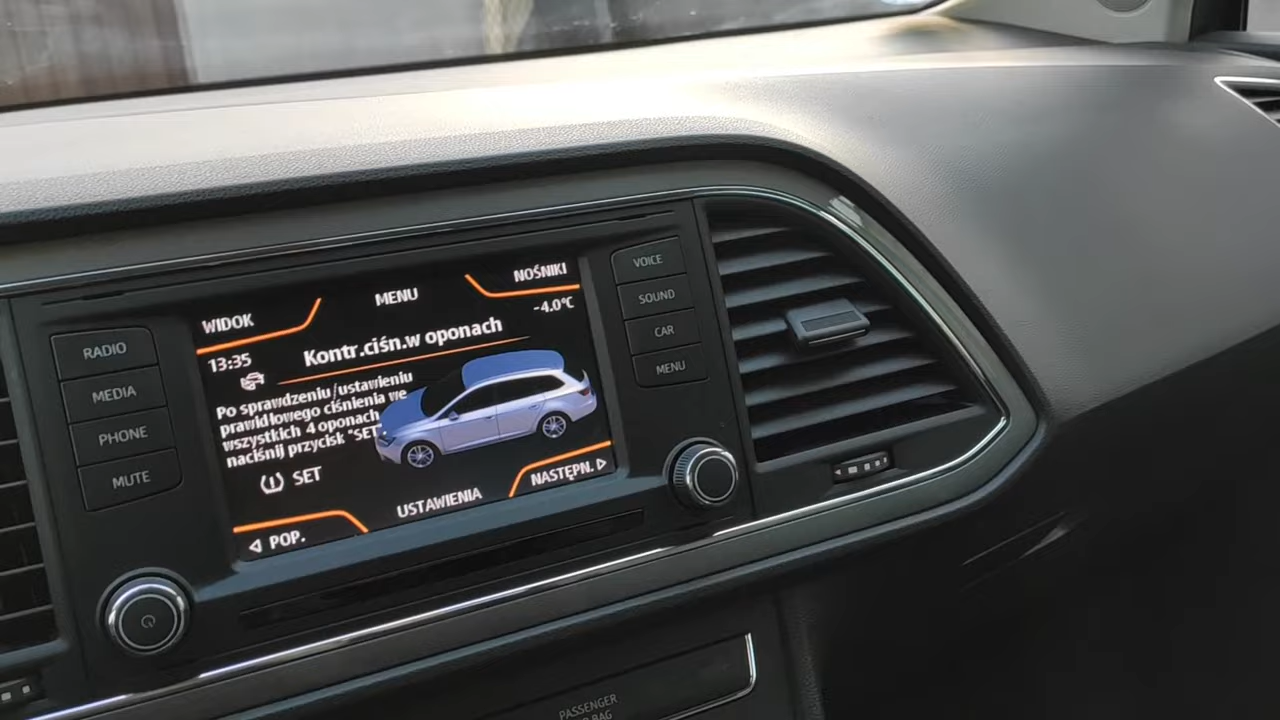 NOŚNIKI
MENU
WIDOK
-4.0°C
13:35
Kontr.ciśn.w oponach
Po sprawdzeniu/ustawieniu
prawidłowego ciśnienia we
wszystkich 4 oponach
naciśnij przycisk "SET".
SET
NASTĘPN.
USTAWIENIA
POP.
RADIO
MEDIA
PHONE
MUTE
VOICE
SOUND
CAR
MENU
PASSENGER
BAG